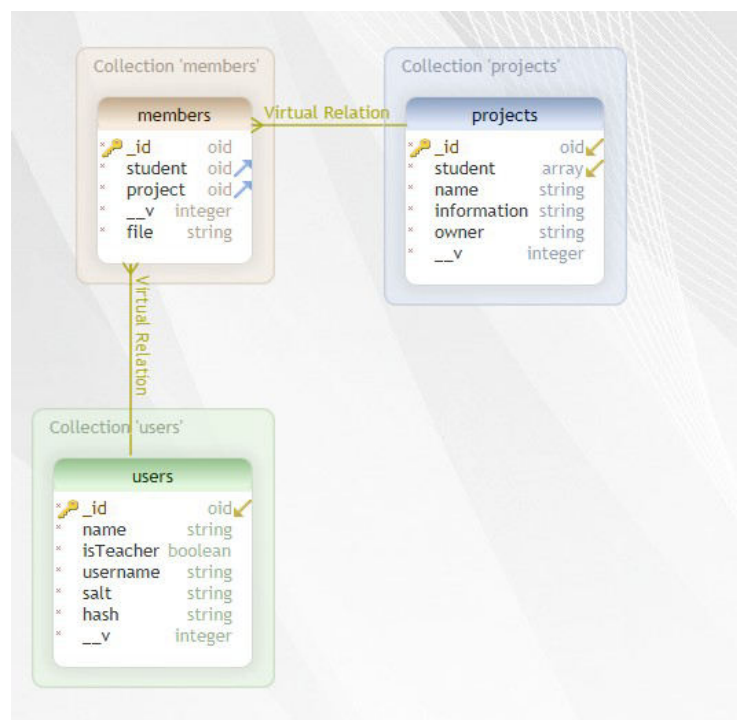 Collection 'members'
members
_id oid
student oid
project oid
__v integer
file string
Virtual Relation
Collection 'projects'
projects
_id oid
student array
name string
information string
owner string
__v integer
Virtual Relation
Collection 'users'
users
_id oid
name string
isTeacher boolean
username string
salt string
hash string
__v integer